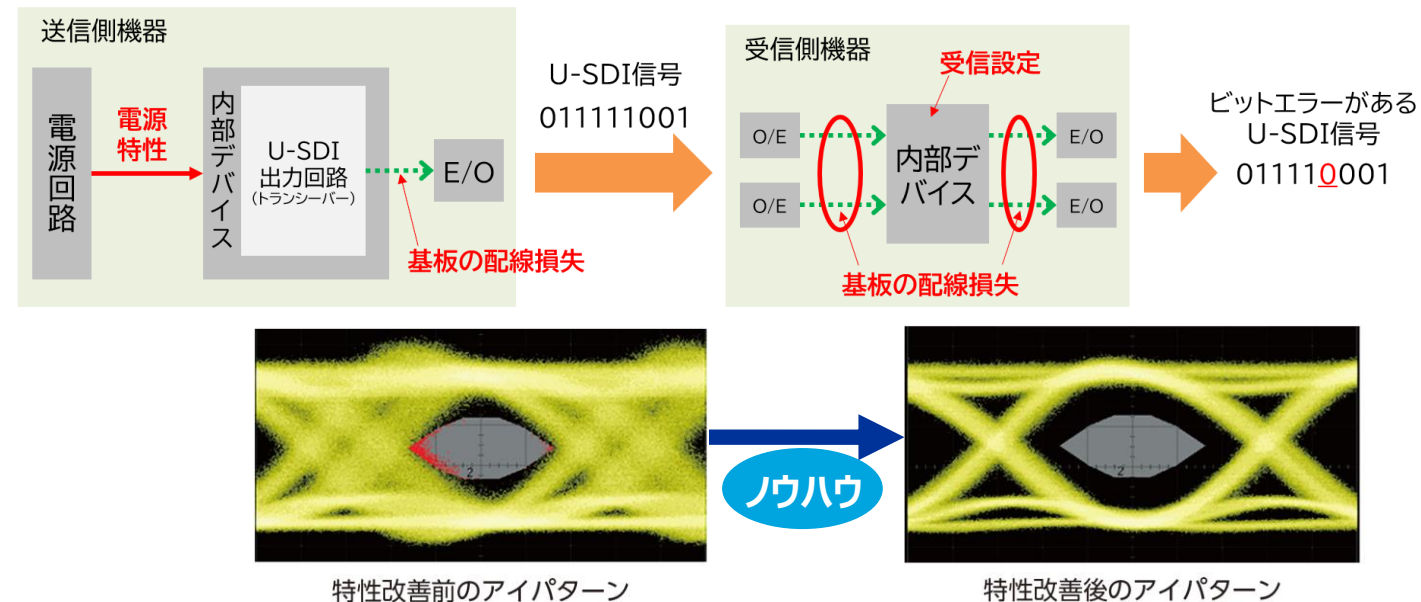 送信側機器
電源回路
電源
特性
内部デバイス
U-SDI
出力回路
(トランシーバー)
E/O
基板の配線損失
U-SDI信号
011111001
受信側機器
受信設定
O/E
O/E
内部デ
バイス
E/O
E/O
基板の配線損失
ビットエラーがある
U-SDI信号
011110001
2
ノウハウ
2
特性改善前のアイパターン
特性改善後のアイパターン